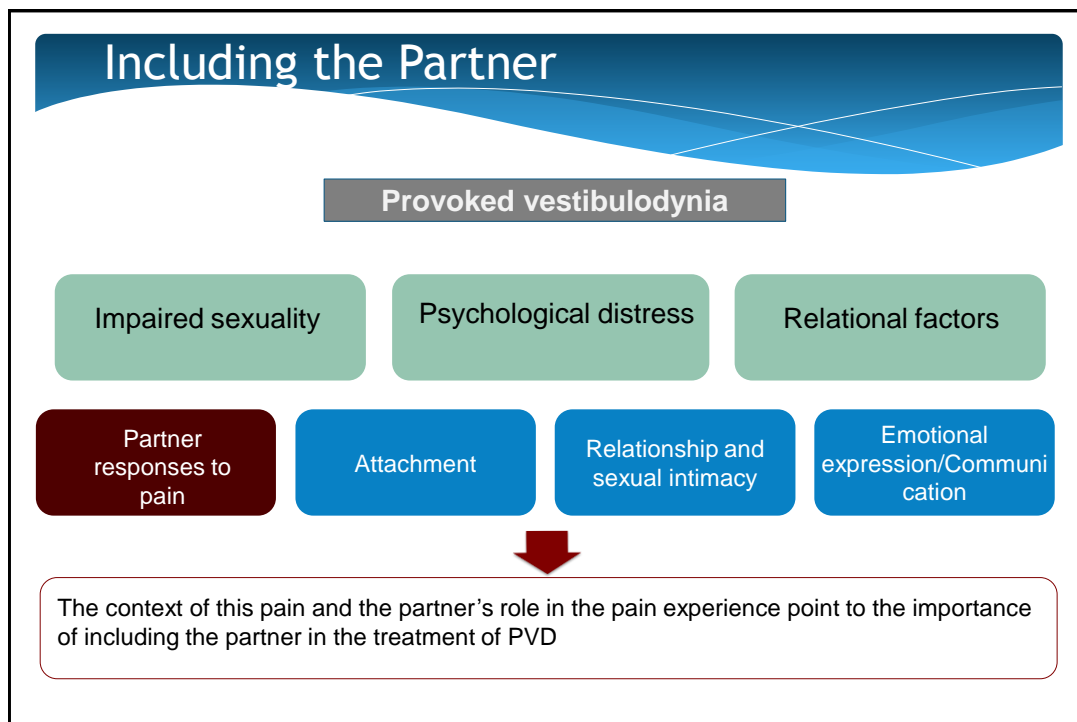 Including the Partner
Provoked vestibulodynia
Impaired sexuality
Psychological distress
Relational factors
Partner
responses to
pain
Attachment
Relationship and
sexual intimacy
Emotional
expression/Communi
cation
The context of this pain and the partner’s role in the pain experience point to the importance
of including the partner in the treatment of PVD